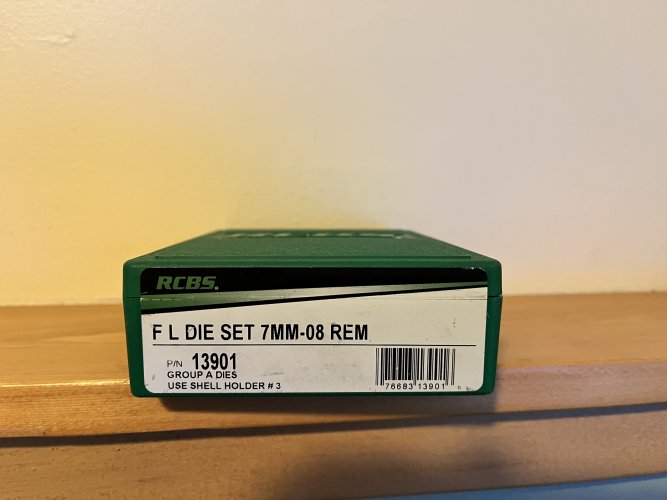 RCBS.
F L DIE SET 7MM-08 REM
P/N 13901
GROUP A DIES
USE SHELL HOLDER # 3
76683 13901